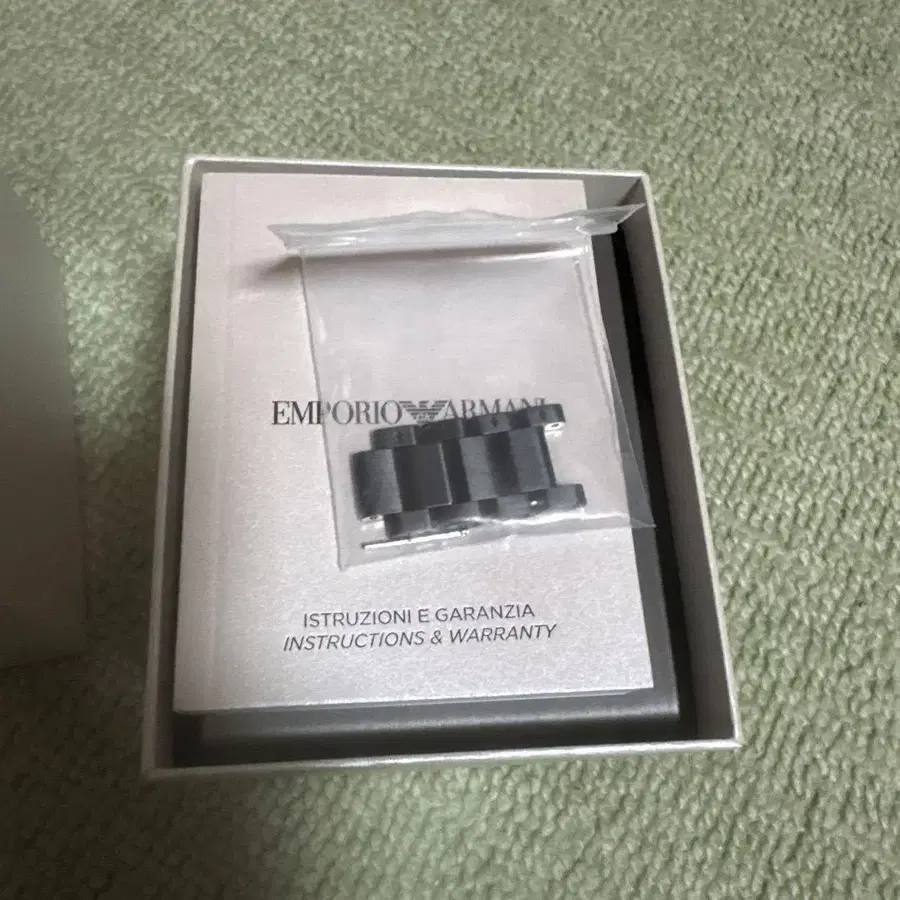 EMPORIO ARMANI
ISTRUZIONI E GARANZIA
INSTRUCTIONS & WARRANTY